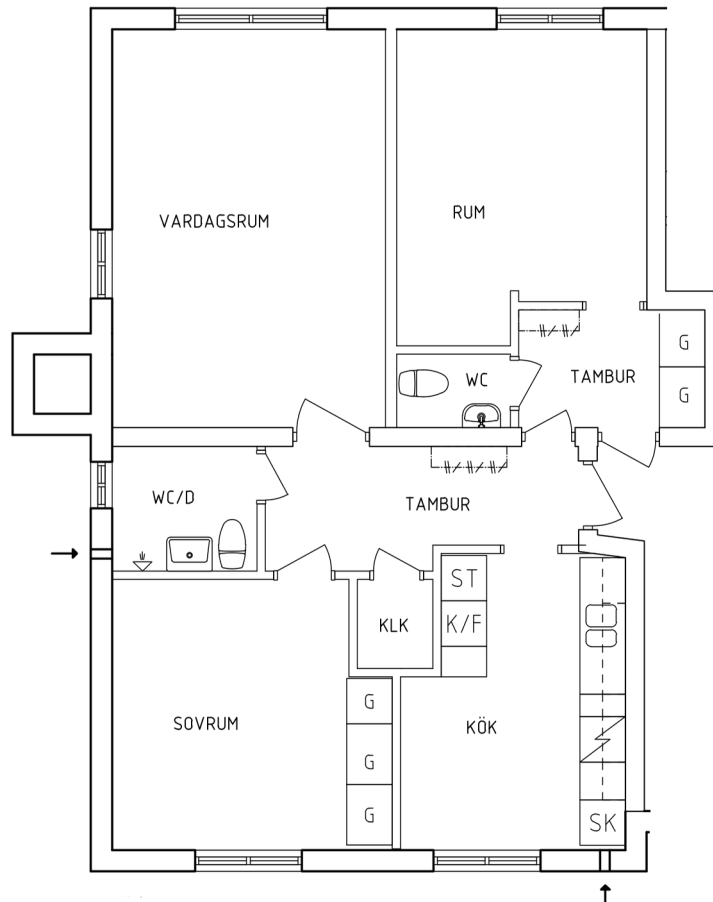 VARDAGSRUM
RUM
WC
TAMBUR
G
G
WC/D
TAMBUR
ST
K/F
KLK
SOVRUM
G
G
G
KÖK
SK